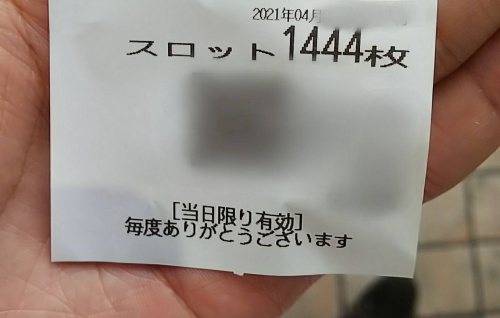 2021年04月
スロット1444枚
[当日限り有効]
毎度ありがとうございます